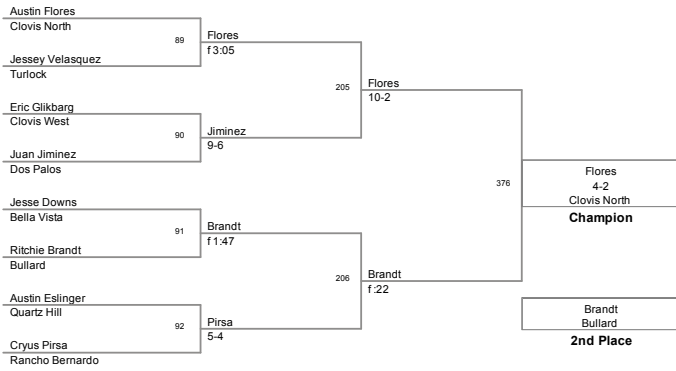 Austin Flores
Clovis North
89
Jessey Velasquez
Turlock
Flores
f 3:05
Eric Glikbarg
Clovis West
90
Juan Jiminez
Dos Palos
Jiminez
9-6
205
Flores
10-2
Jesse Downs
Bella Vista
91
Ritchie Brandt
Bullard
Brandt
f 1:47
Austin Eslinger
Quartz Hill
92
Cryus Pirsa
Rancho Bernardo
Pirsa
5-4
206
Brandt
f :22
376
Flores
4-2
Clovis North
Champion
Brandt
Bullard
2nd Place